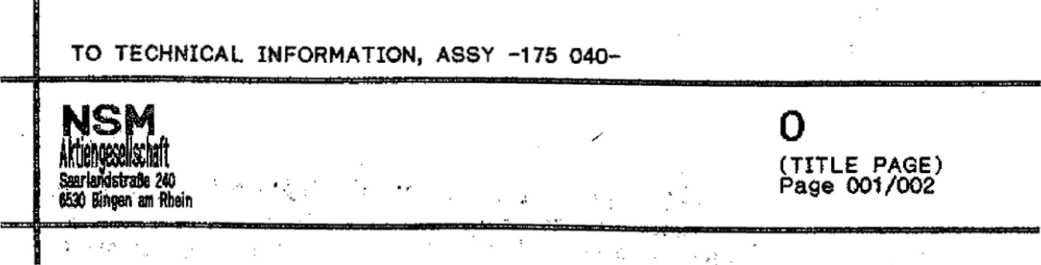 TO TECHNICAL INFORMATION, ASSY -175 040-
NSM
Aktiengesellschaft
Saarlandstraße 240
6530 Bingen am Rhein
0
(TITLE PAGE)
Page 001/002